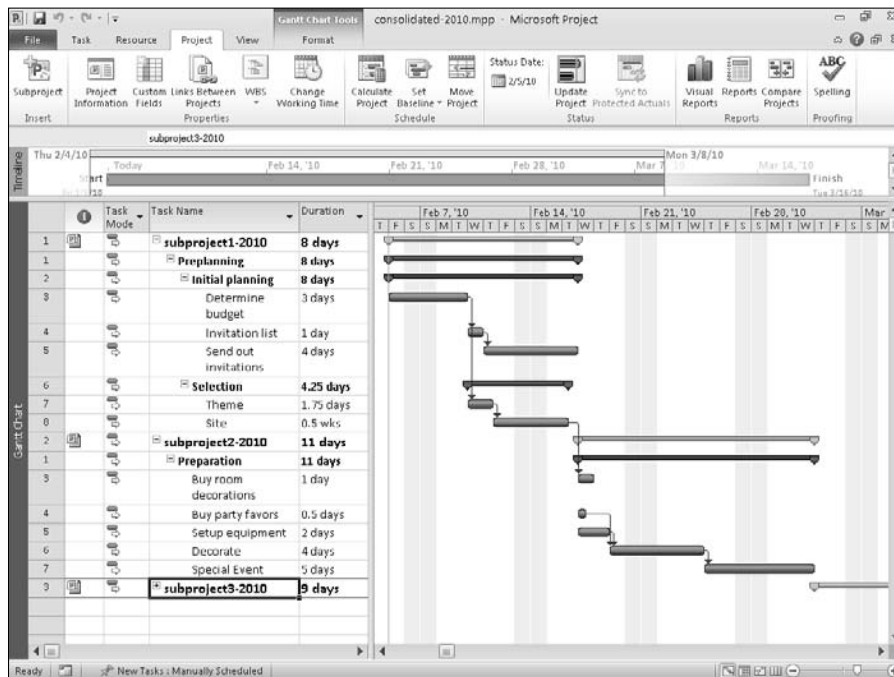 Gantt Chart Tools consolidated-2010.mpp - Microsoft Project
File Task Resource Project View Format
Subproject Project Information Custom Fields Links Between Projects WBS Change Working Time Calculate Project Set Baseline Move Project Status Date: 2/5/10 Update Project Sync to Protected Actuals Visual Reports Reports Compare Projects ABC Spelling
Insert Properties Schedule Status Reports Proofing
subproject3-2010
Timeline
Thu 2/4/10 Mon 3/8/10
Today Feb 14, '10 Feb 21, '10 Feb 28, '10 Mar 7 Mar 14, '10
Start Finish
Tue 3/16/10
Task Mode Task Name Duration Feb 7, '10 Feb 14, '10 Feb 21, '10 Feb 28, '10 Mar
T F S S M T W T F S S M T W T F S S M T W T F S S M T W T F S S M
1 subproject1-2010 8 days
1 Preplanning 8 days
2 Initial planning 8 days
3 Determine budget 3 days
4 Invitation list 1 day
5 Send out invitations 4 days
6 Selection 4.25 days
7 Theme 1.75 days
8 Site 0.5 wks
2 subproject2-2010 11 days
1 Preparation 11 days
3 Buy room decorations 1 day
4 Buy party favors 0.5 days
5 Setup equipment 2 days
6 Decorate 4 days
7 Special Event 5 days
3 subproject3-2010 9 days
Gantt Chart
Ready New Tasks : Manually Scheduled